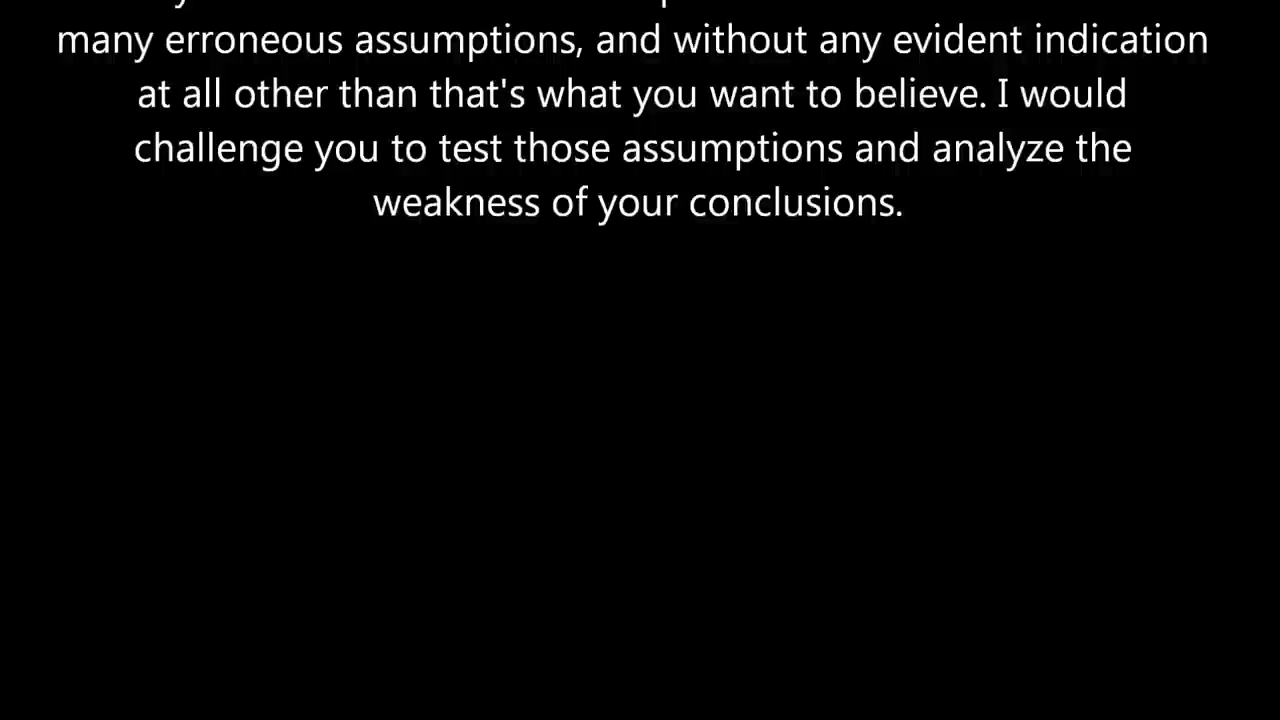 many erroneous assumptions, and without any evident indication
at all other than that's what you want to believe. I would
challenge you to test those assumptions and analyze the
weakness of your conclusions.